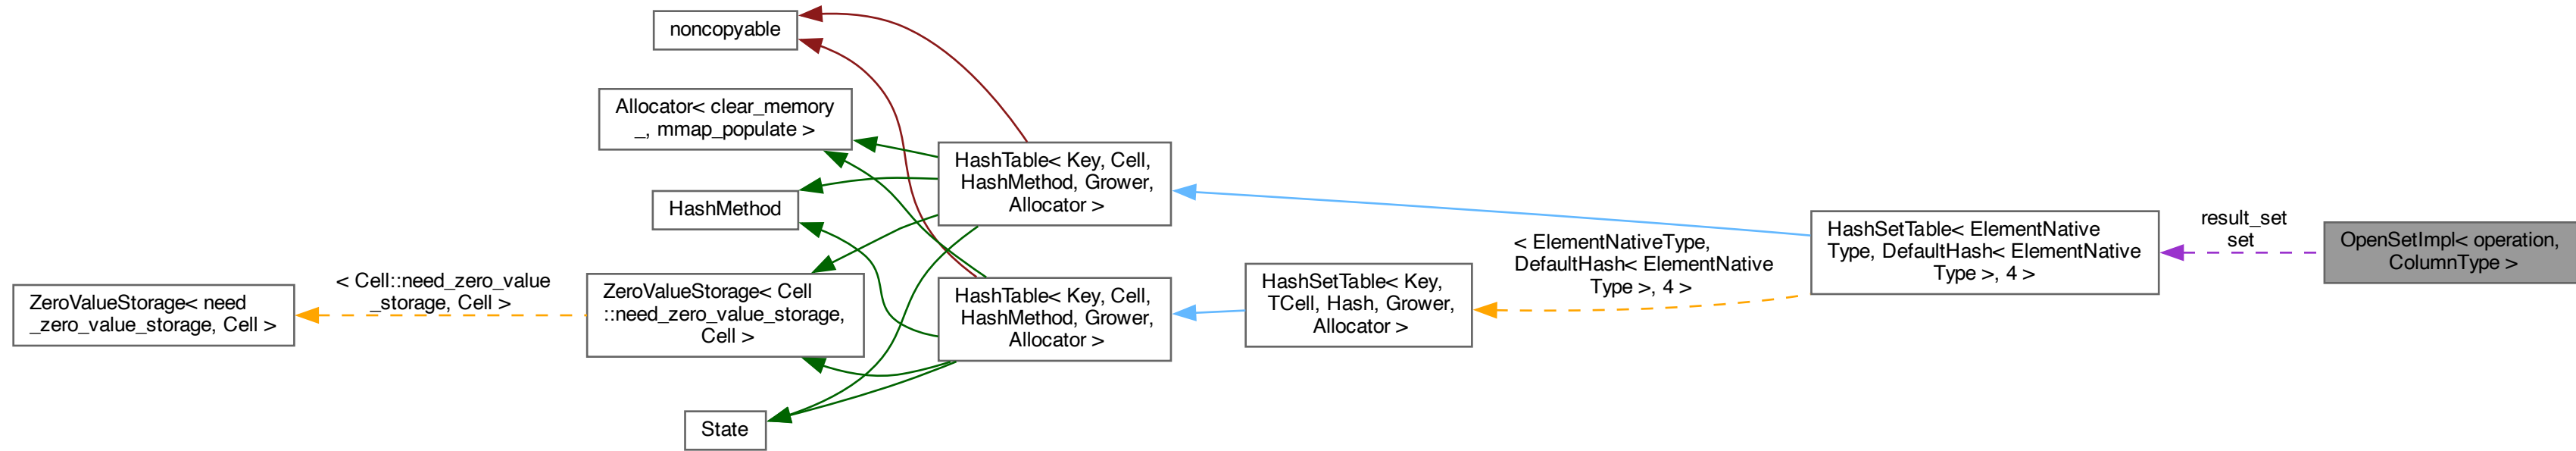 noncopyable
Allocator< clear_memory
_, mmap_populate >
HashTable< Key, Cell,
HashMethod, Grower,
Allocator >
HashMethod
HashSetTable< ElementNative
Type, DefaultHash< ElementNative
Type >, 4 >
result_set
set
OpenSetImpl< operation,
ColumnType >
< ElementNativeType,
DefaultHash< ElementNative
Type >, 4 >
ZeroValueStorage< need
_zero_value_storage, Cell >
< Cell::need_zero_value
_storage, Cell >
ZeroValueStorage< Cell
::need_zero_value_storage,
Cell >
HashTable< Key, Cell,
HashMethod, Grower,
Allocator >
HashSetTable< Key,
TCell, Hash, Grower,
Allocator >
State